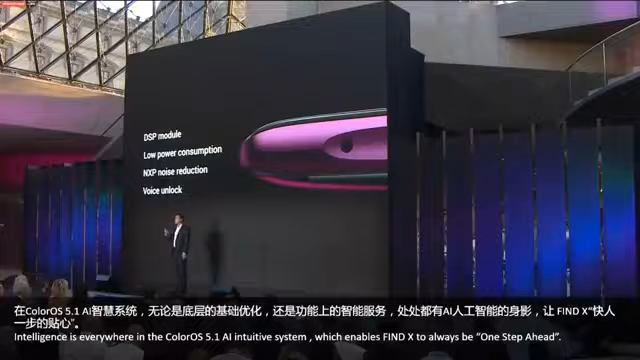 DSP module
Low power consumption
NXP noise reduction
Voice unlock
在ColorOS 5.1 AI智慧系统，无论是底层的基础优化，还是功能上的智能服务，处处都有AI人工智能的身影，让 FIND X“快人
一步的贴心”。
Intelligence is everywhere in the ColorOS 5.1 AI intuitive system , which enables FIND X to always be “One Step Ahead”.